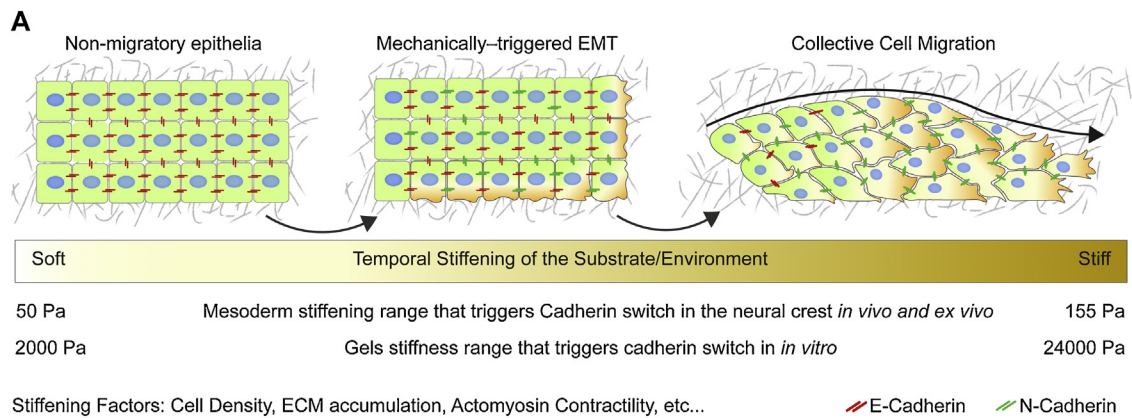 A
Non-migratory epithelia
Mechanically--triggered EMT
Collective Cell Migration
Soft
Temporal Stiffening of the Substrate/Environment
Stiff
50 Pa
Mesoderm stiffening range that triggers Cadherin switch in the neural crest in vivo and ex vivo
155 Pa
2000 Pa
Gels stiffness range that triggers cadherin switch in in vitro
24000 Pa
Stiffening Factors: Cell Density, ECM accumulation, Actomyosin Contractility, etc...
E-Cadherin
N-Cadherin